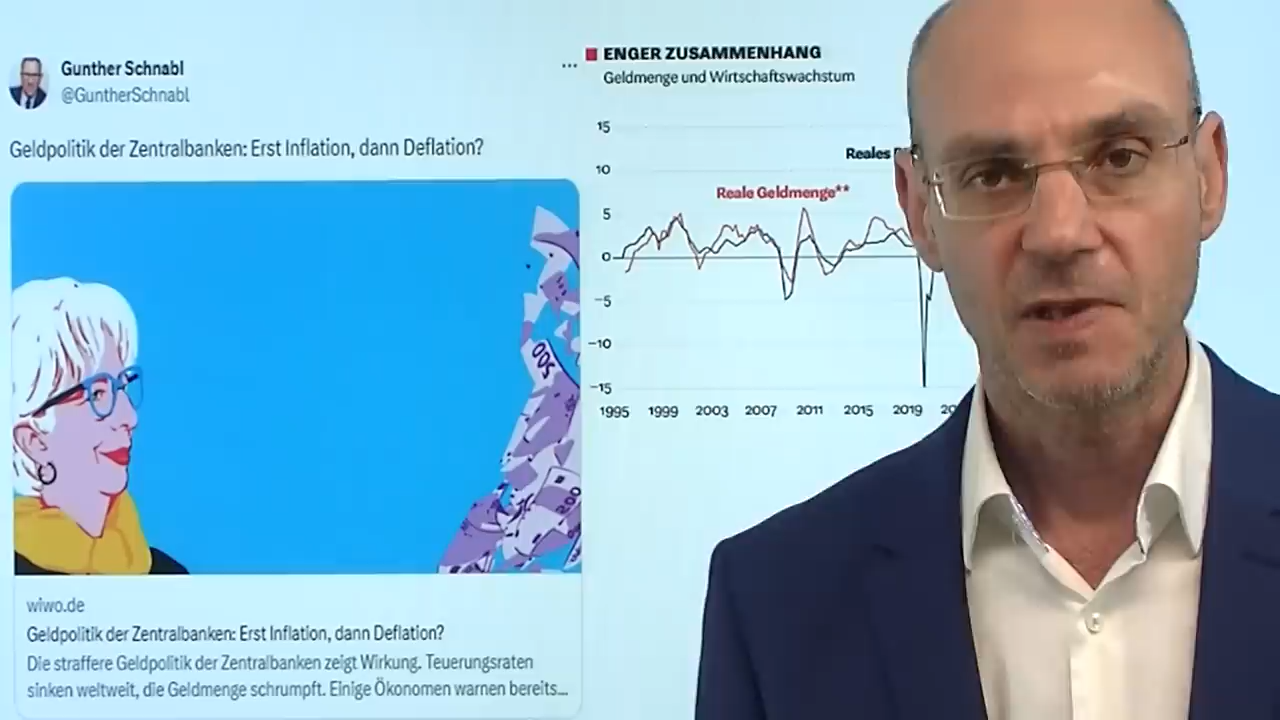 Gunther Schnabl
@GuntherSchnabl
...
Geldpolitik der Zentralbanken: Erst Inflation, dann Deflation?
500
200
wiwo.de
Geldpolitik der Zentralbanken: Erst Inflation, dann Deflation?
Die straffere Geldpolitik der Zentralbanken zeigt Wirkung. Teuerungsraten
sinken weltweit, die Geldmenge schrumpft. Einige Ökonomen warnen bereits...
ENGER ZUSAMMENHANG
Geldmenge und Wirtschaftswachstum
15
Reales
10
Reale Geldmenge**
5
0
−5
−10
−15
1995 1999 2003 2007 2011 2015 2019 20